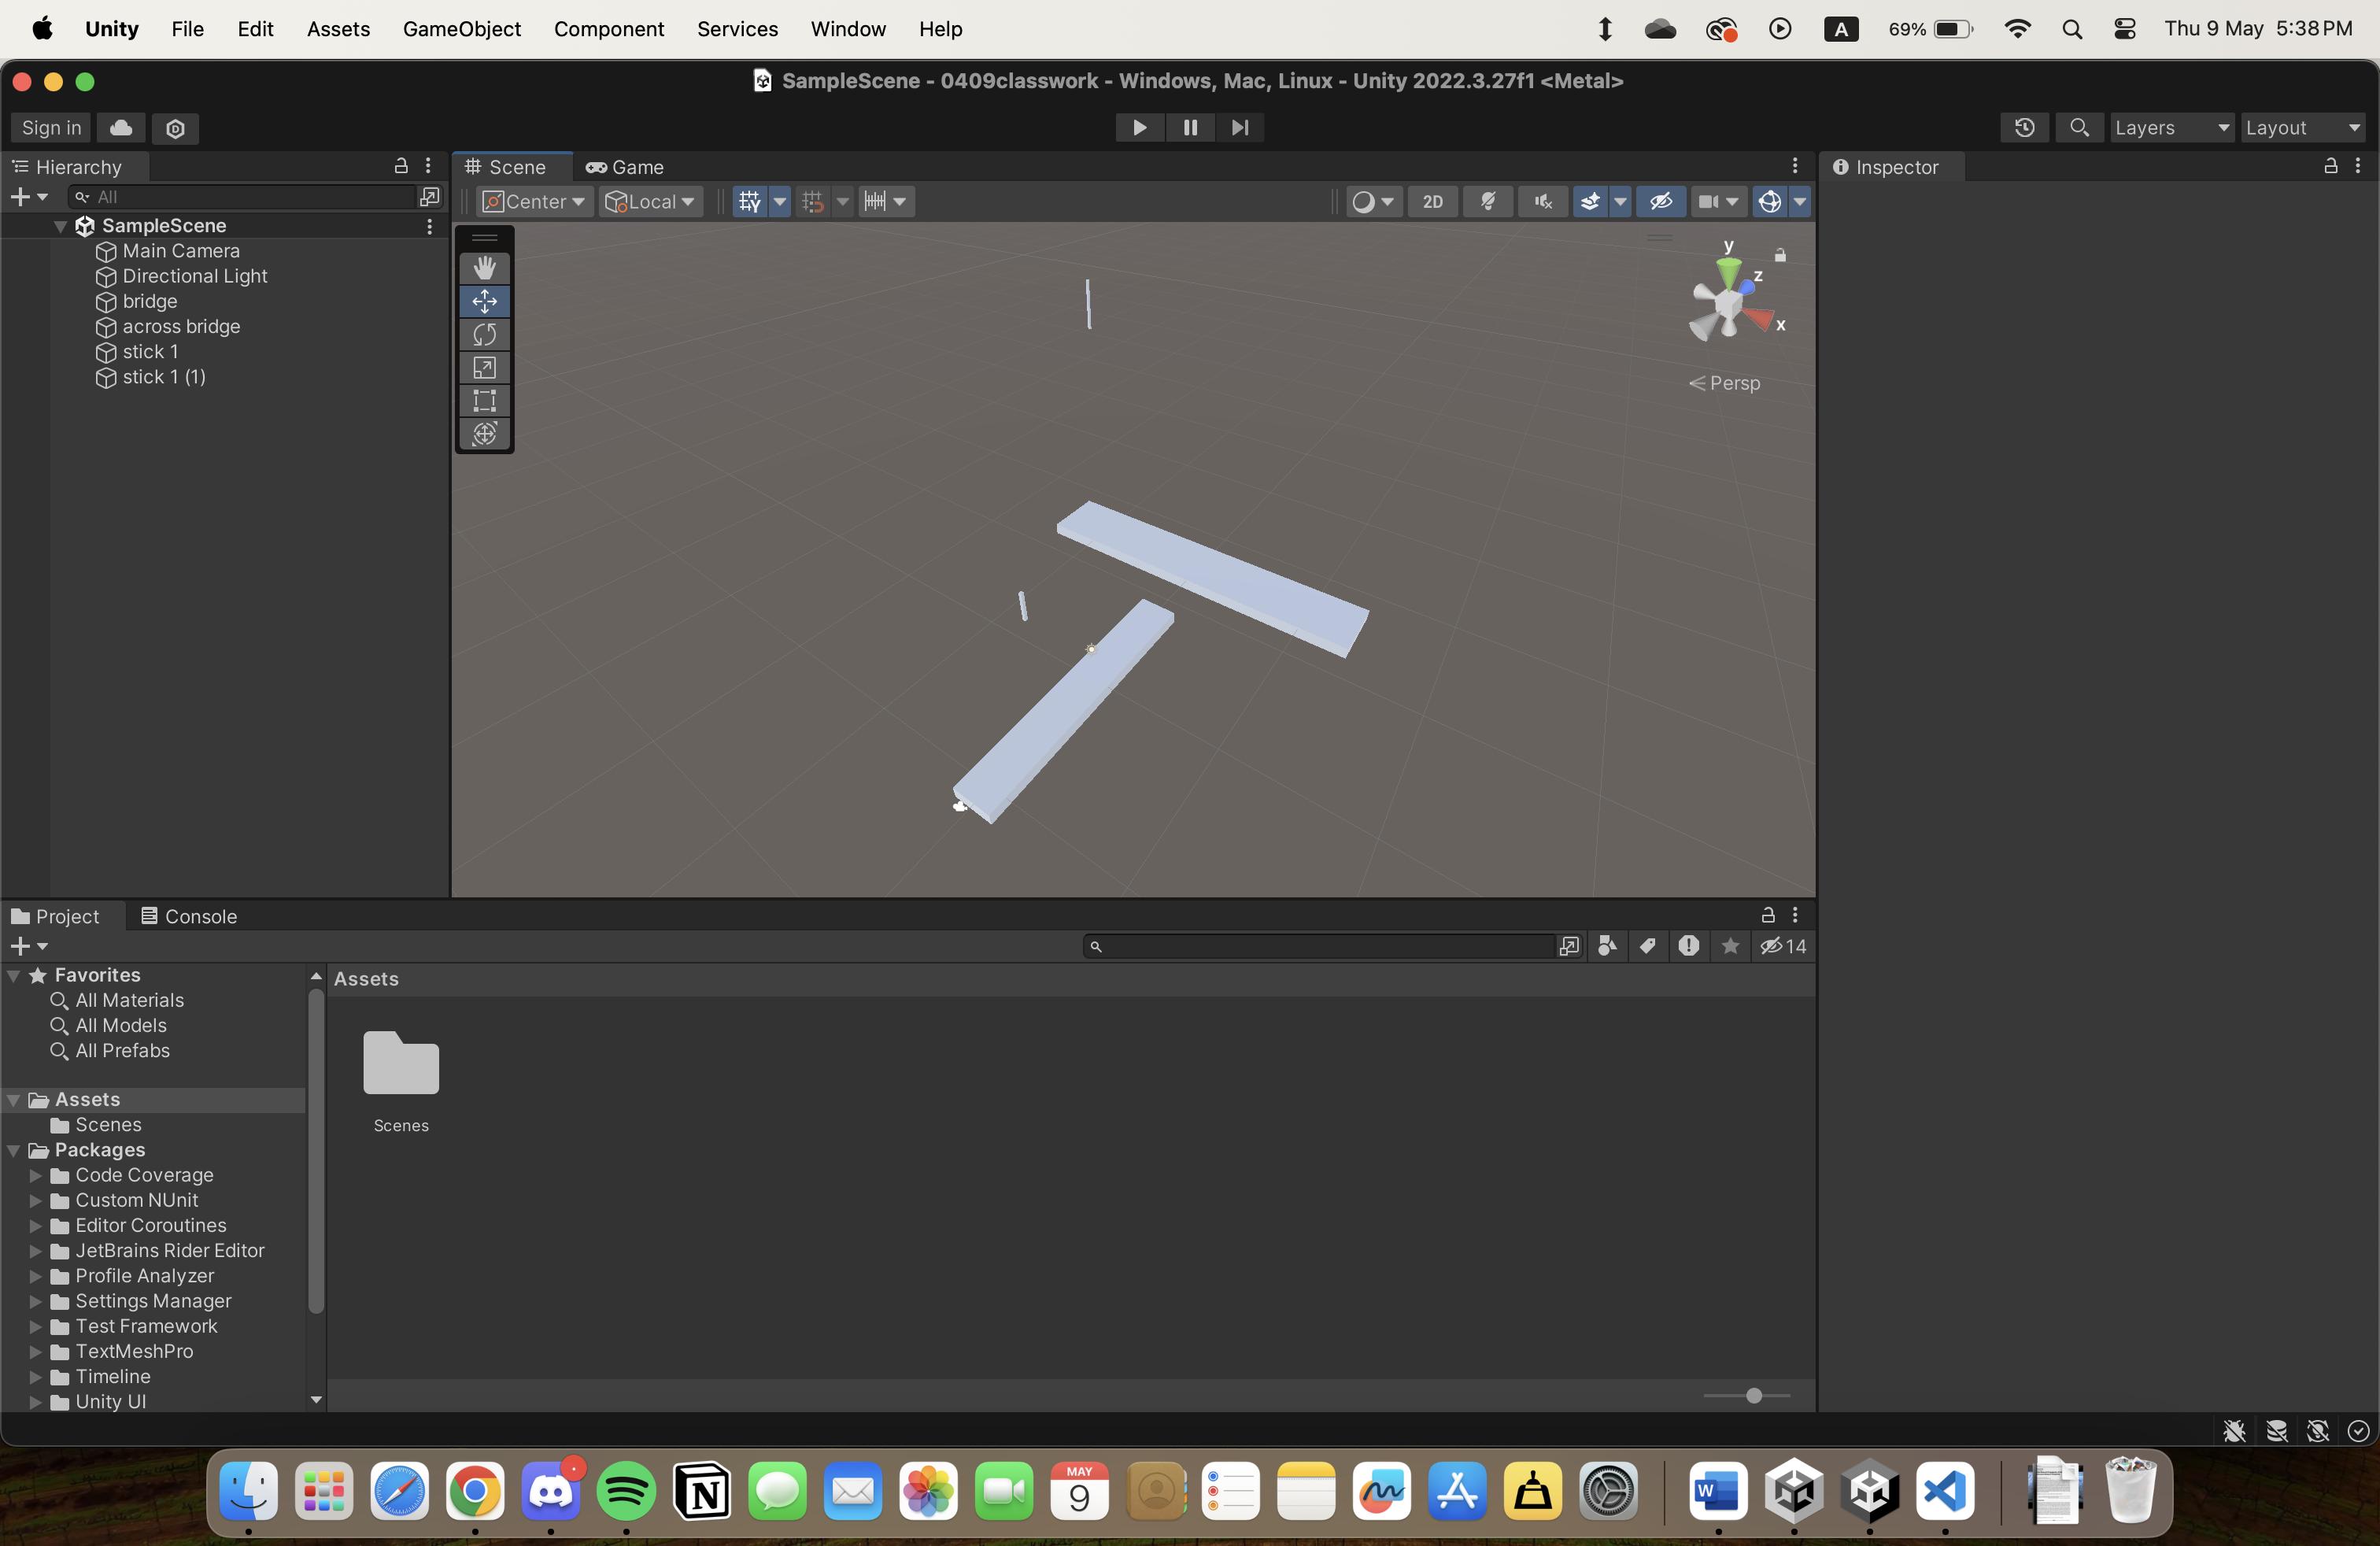 Unity File Edit Assets GameObject Component Services Window Help A 69% Thu 9 May 5:38 PM
SampleScene - 0409classwork - Windows, Mac, Linux - Unity 2022.3.27f1 <Metal>
Sign in Layers Layout
Hierarchy
All
SampleScene
Main Camera
Directional Light
bridge
across bridge
stick 1
stick 1 (1)
Scene Game
Center Local 2D
y
z
x
Persp
Inspector
Project Console
14
Favorites
All Materials
All Models
All Prefabs
Assets
Scenes
Packages
Code Coverage
Custom NUnit
Editor Coroutines
JetBrains Rider Editor
Profile Analyzer
Settings Manager
Test Framework
TextMeshPro
Timeline
Unity UI
Assets
Scenes
MAY
9
W